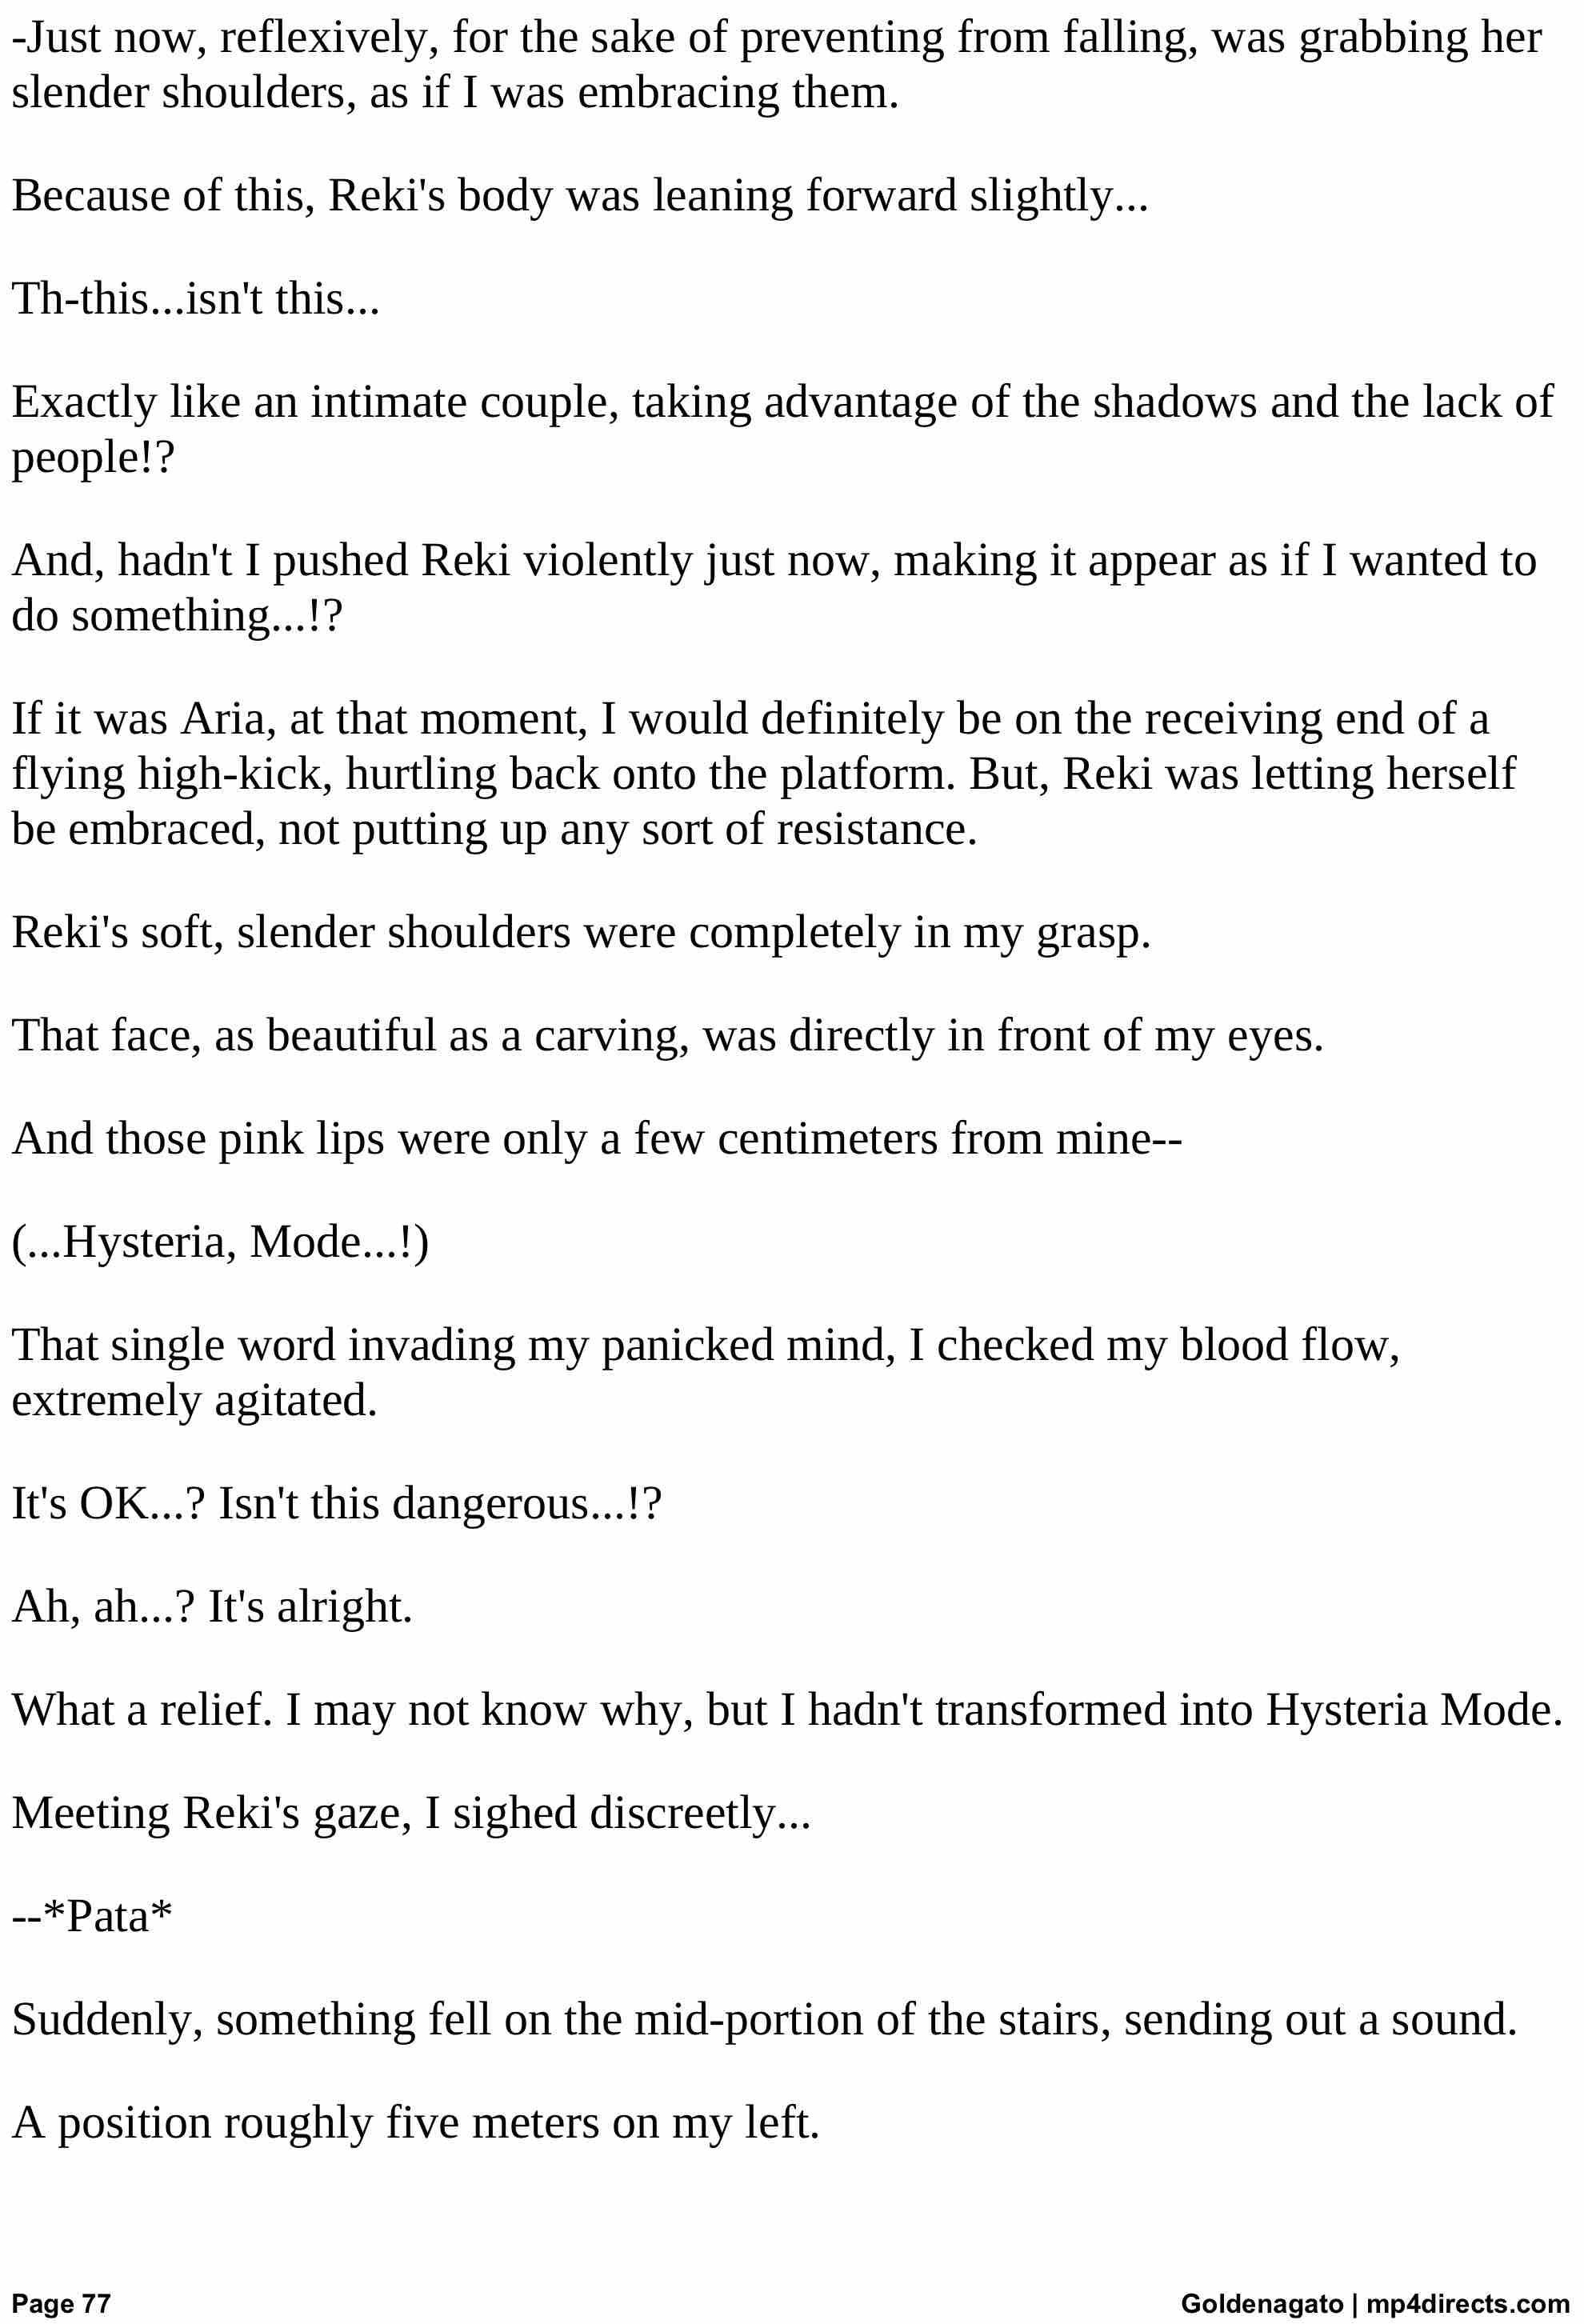 -Just now, reflexively, for the sake of preventing from falling, was grabbing her
slender shoulders, as if I was embracing them.
Because of this, Reki's body was leaning forward slightly...
Th-this...isn't this...
Exactly like an intimate couple, taking advantage of the shadows and the lack of
people!?
And, hadn't I pushed Reki violently just now, making it appear as if I wanted to
do something...!?
If it was Aria, at that moment, I would definitely be on the receiving end of a
flying high-kick, hurtling back onto the platform. But, Reki was letting herself
be embraced, not putting up any sort of resistance.
Reki's soft, slender shoulders were completely in my grasp.
That face, as beautiful as a carving, was directly in front of my eyes.
And those pink lips were only a few centimeters from mine--
(...Hysteria, Mode...!)
That single word invading my panicked mind, I checked my blood flow,
extremely agitated.
It's OK...? Isn't this dangerous...!?
Ah, ah...? It's alright.
What a relief. I may not know why, but I hadn't transformed into Hysteria Mode.
Meeting Reki's gaze, I sighed discreetly...
--*Pata*
Suddenly, something fell on the mid-portion of the stairs, sending out a sound.
A position roughly five meters on my left.
Page 77
Goldenagato | mp4directs.com